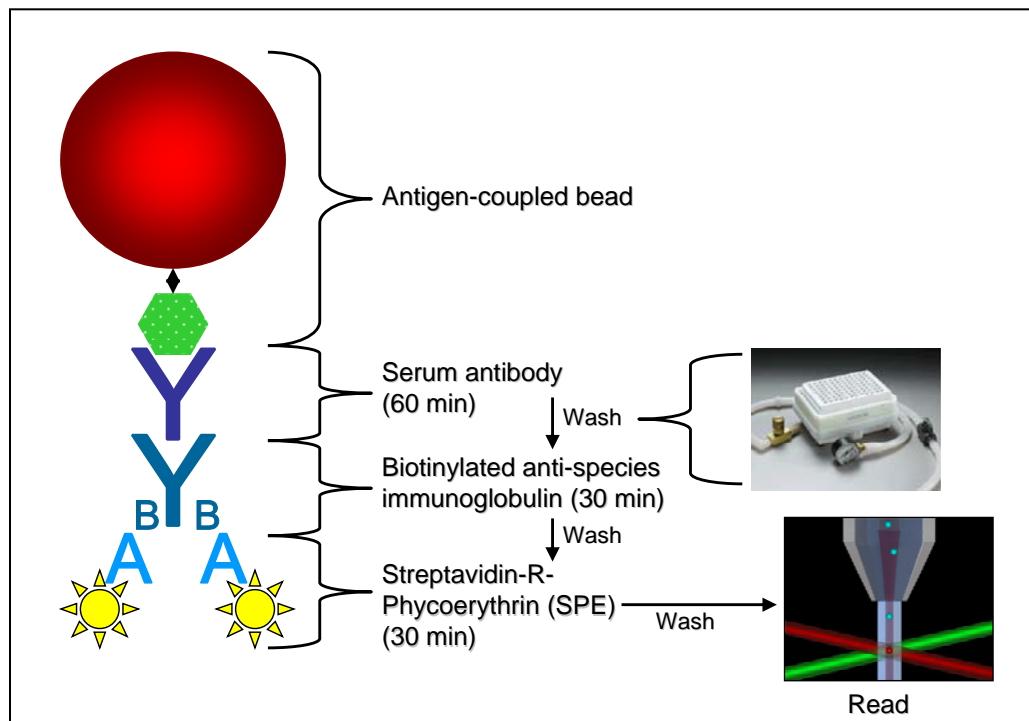 Antigen-coupled bead
Serum antibody
(60 min)
Wash
Biotinylated anti-species
immunoglobulin (30 min)
B B
Wash
A A
Streptavidin-R-
Phycoerythrin (SPE)
(30 min)
Wash
Read